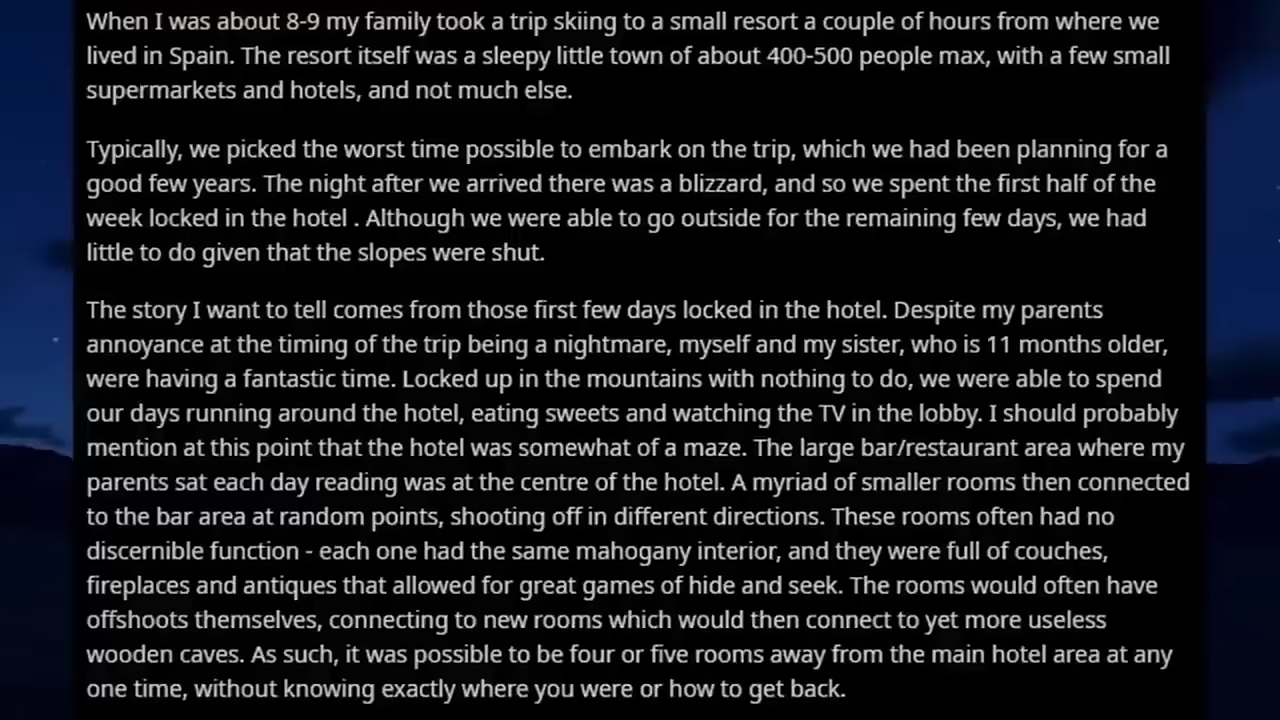 When I was about 8-9 my family took a trip skiing to a small resort a couple of hours from where we
lived in Spain. The resort itself was a sleepy little town of about 400-500 people max, with a few small
supermarkets and hotels, and not much else.
Typically, we picked the worst time possible to embark on the trip, which we had been planning for a
good few years. The night after we arrived there was a blizzard, and so we spent the first half of the
week locked in the hotel . Although we were able to go outside for the remaining few days, we had
little to do given that the slopes were shut.
The story I want to tell comes from those first few days locked in the hotel. Despite my parents
annoyance at the timing of the trip being a nightmare, myself and my sister, who is 11 months older,
were having a fantastic time. Locked up in the mountains with nothing to do, we were able to spend
our days running around the hotel, eating sweets and watching the TV in the lobby. I should probably
mention at this point that the hotel was somewhat of a maze. The large bar/restaurant area where my
parents sat each day reading was at the centre of the hotel. A myriad of smaller rooms then connected
to the bar area at random points, shooting off in different directions. These rooms often had no
discernible function - each one had the same mahogany interior, and they were full of couches,
fireplaces and antiques that allowed for great games of hide and seek. The rooms would often have
offshoots themselves, connecting to new rooms which would then connect to yet more useless
wooden caves. As such, it was possible to be four or five rooms away from the main hotel area at any
one time, without knowing exactly where you were or how to get back.